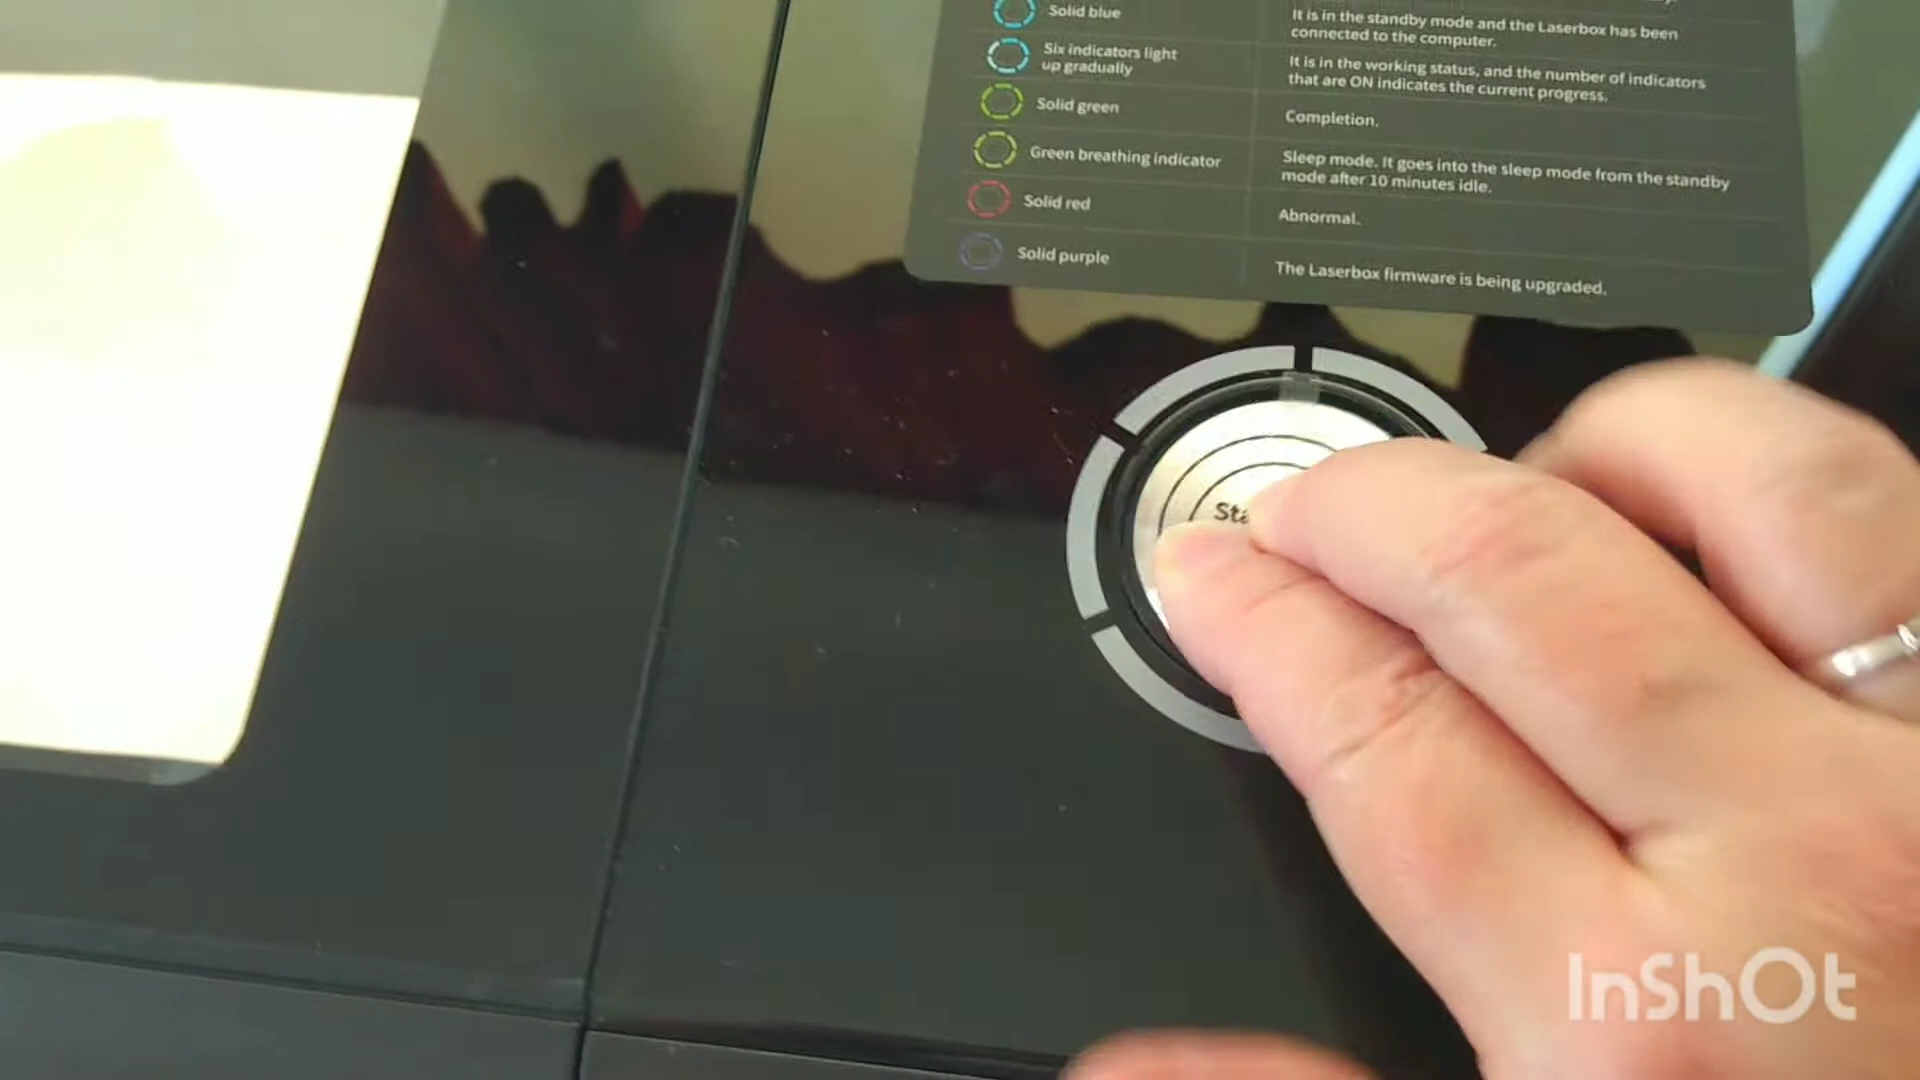 Solid blue
It is in the standby mode and the Laserbox has been
connected to the computer.
Six indicators light
up gradually
It is in the working status, and the number of indicators
that are ON indicates the current progress.
Solid green
Completion.
Green breathing indicator
Sleep mode. It goes into the sleep mode from the standby
mode after 10 minutes idle.
Solid red
Abnormal.
Solid purple
The Laserbox firmware is being upgraded.
InShOt